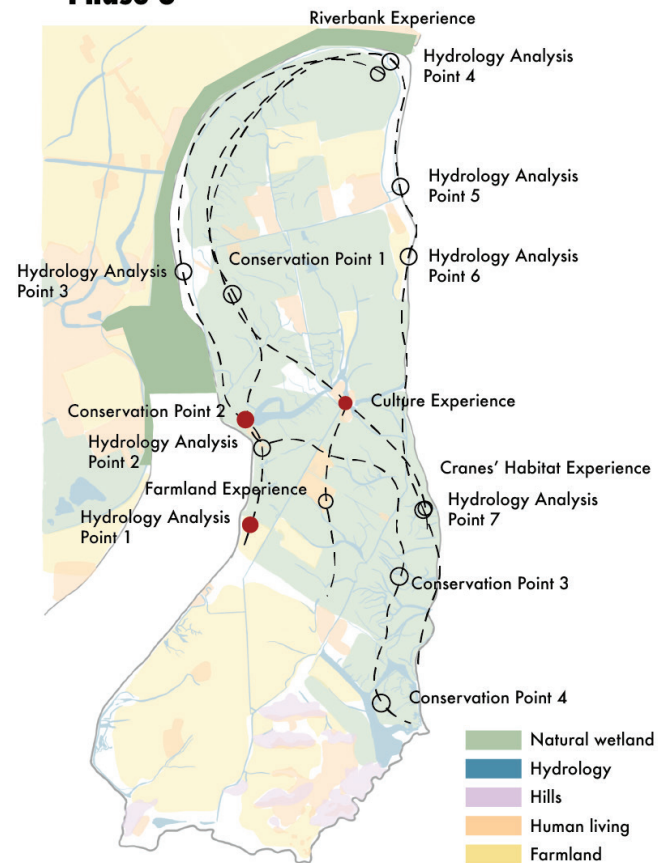 Riverbank Experience
Hydrology Analysis
Point 4
Hydrology Analysis
Point 5
Conservation Point 1
Hydrology Analysis
Point 6
Hydrology Analysis
Point 3
Culture Experience
Conservation Point 2
Hydrology Analysis
Point 2
Cranes' Habitat Experience
Farmland Experience
Hydrology Analysis
Point 7
Hydrology Analysis
Point 1
Conservation Point 3
Conservation Point 4
Natural wetland
Hydrology
Hills
Human living
Farmland